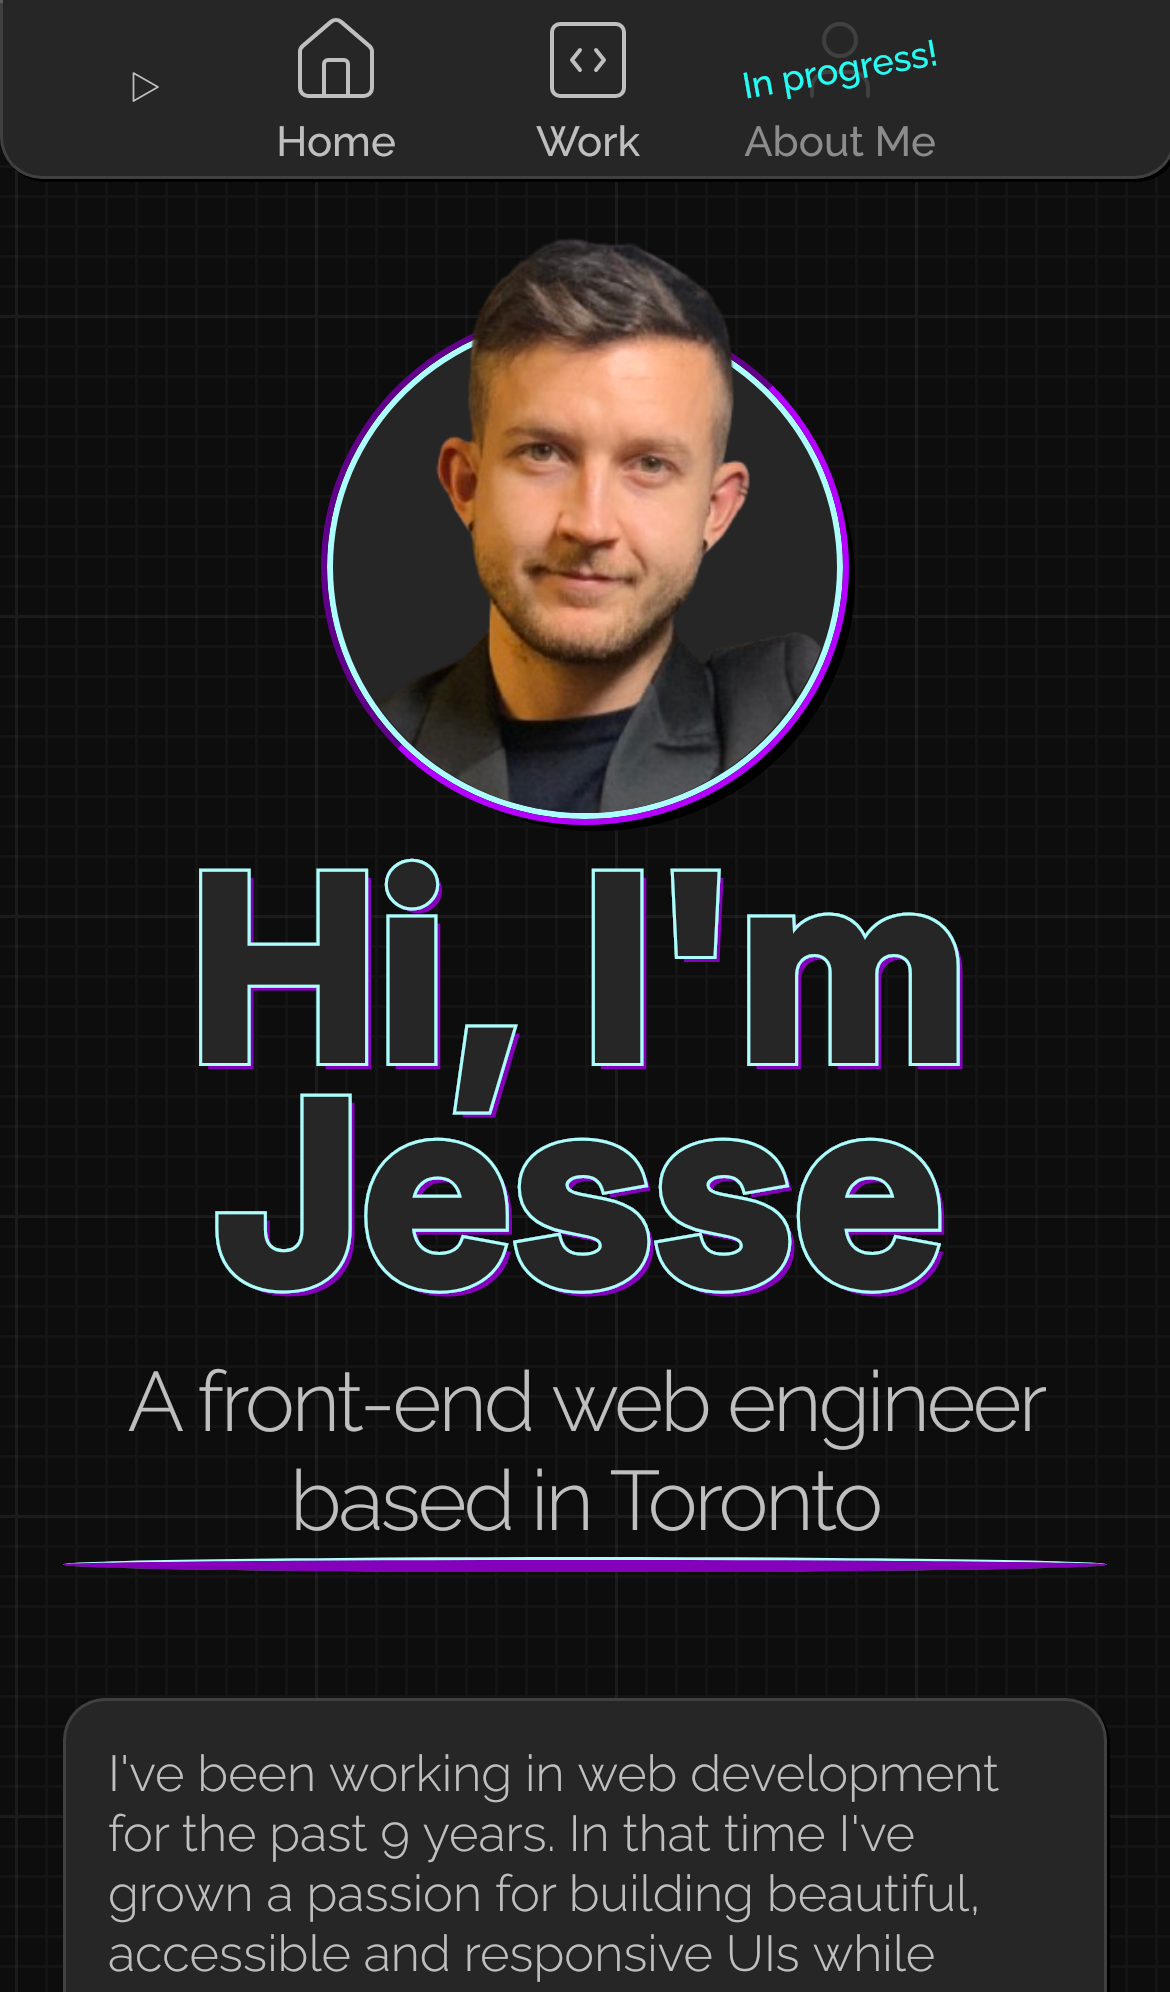 In progress!
Home
Work
About Me
Hi, I'm
Jesse
A front-end web engineer
based in Toronto
I've been working in web development
for the past 9 years. In that time I've
grown a passion for building beautiful,
accessible and responsive UIs while